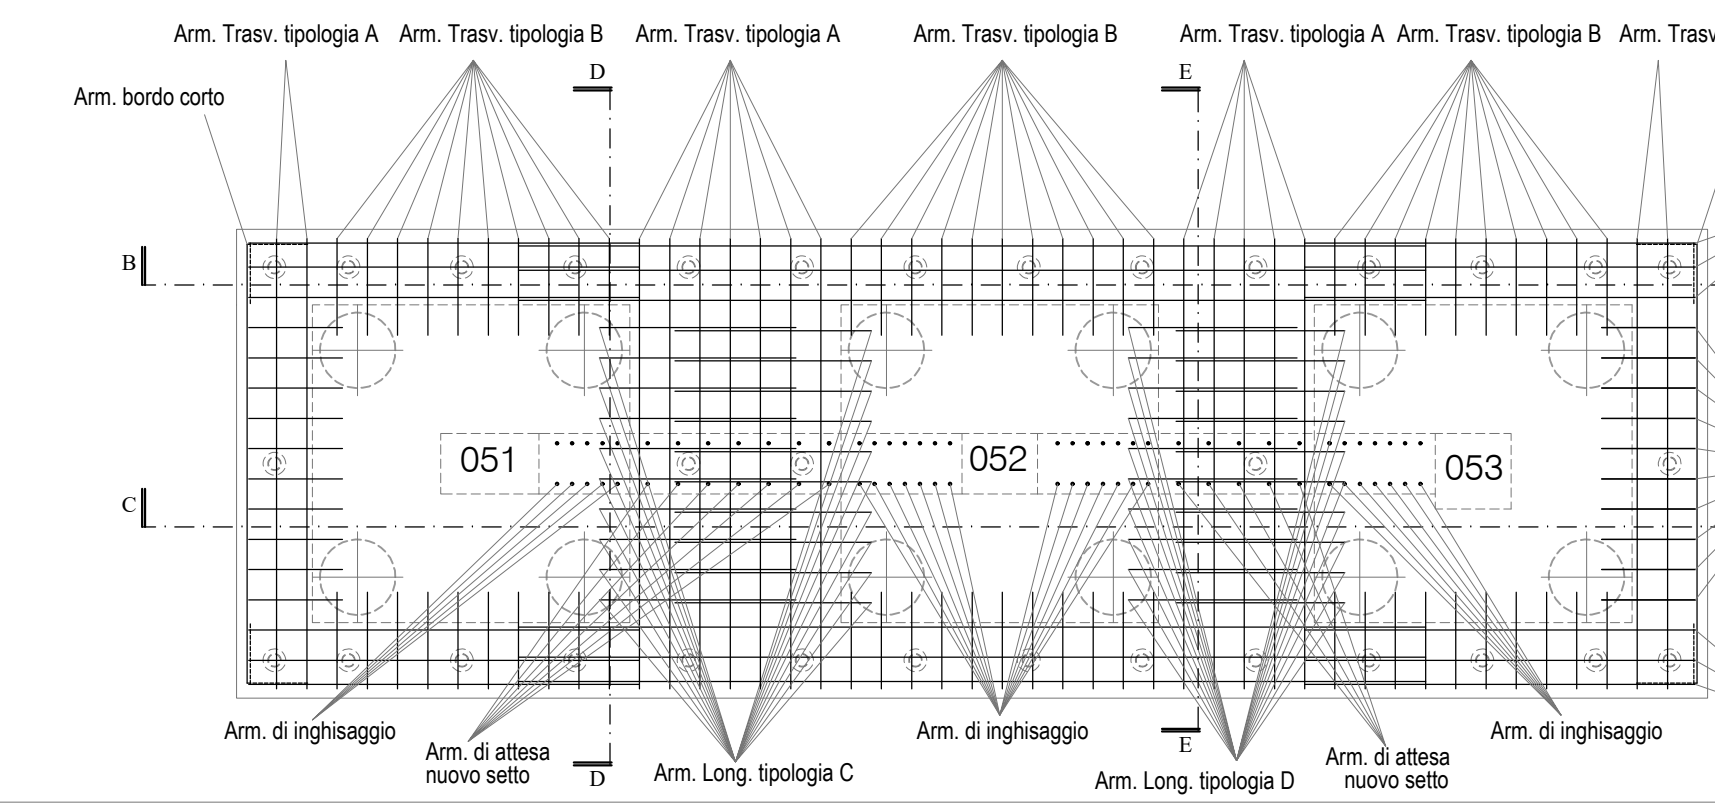 Arm. Trasv. tipologia A
Arm. Trasv. tipologia B
Arm. Trasv. tipologia A
Arm. Trasv. tipologia B
Arm. Trasv. tipologia A
Arm. Trasv. tipologia B
Arm. Trasv
D
E
Arm. bordo corto
B
051
052
053
C
Arm. di inghisaggio
Arm. di attesa
nuovo setto
D
Arm. Long. tipologia C
Arm. di inghisaggio
E
Arm. Long. tipologia D
Arm. di attesa
nuovo setto
Arm. di inghisaggio